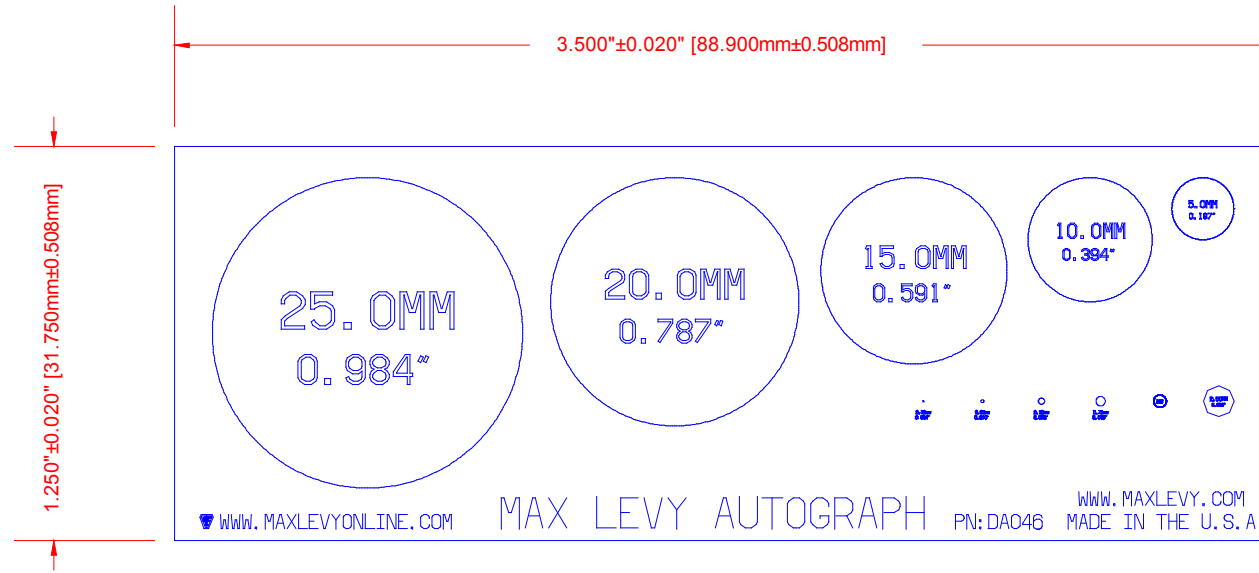 3.500"±0.020" [88.900mm±0.508mm]
1.250"±0.020" [31.750mm±0.508mm]
25.0MM
0.984"
20.0MM
0.787"
15.0MM
0.591"
10.0MM
0.394"
5.0MM
0.197"
WWW.MAXLEVYONLINE.COM
MAX LEVY AUTOGRAPH
PN:DA046
WWW.MAXLEVY.COM
MADE IN THE U.S.A